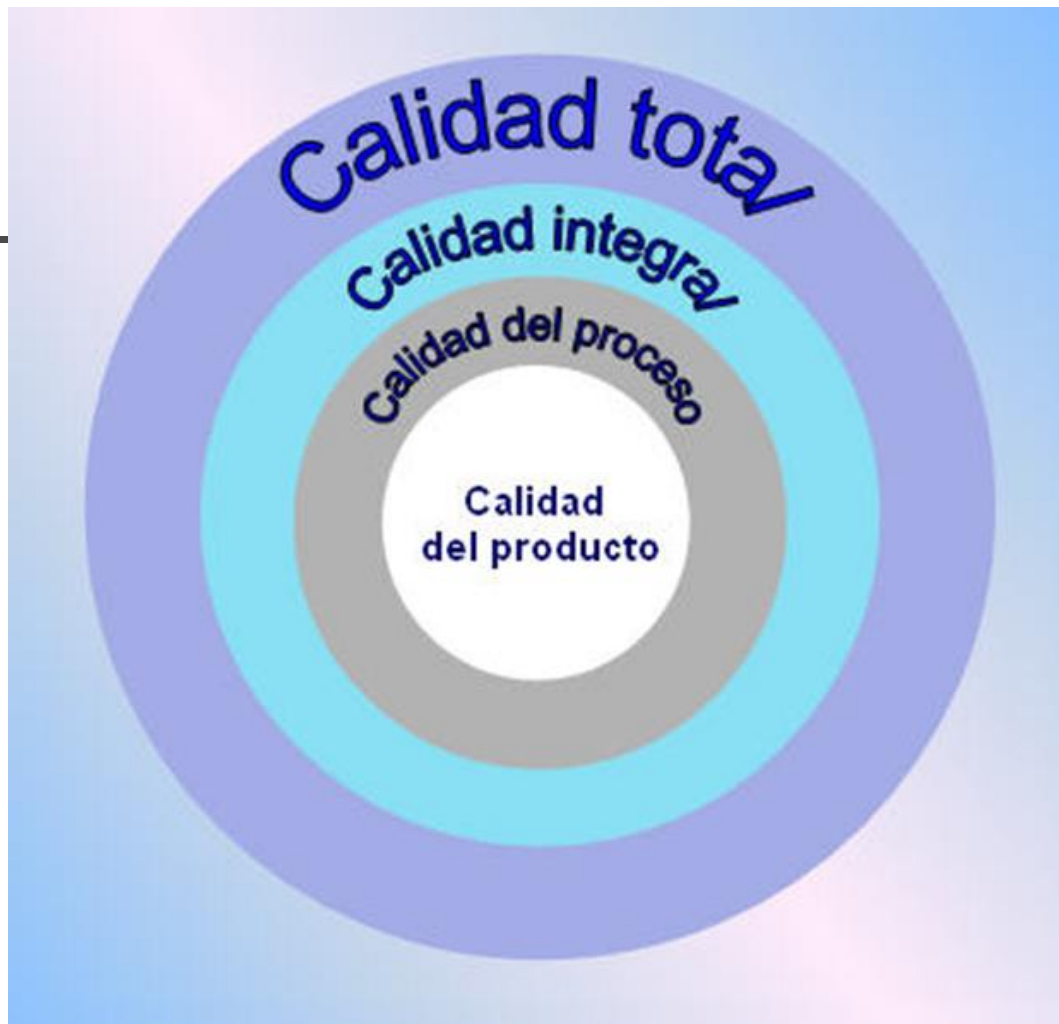 Calidad total
Calidad integral
Calidad del proceso
Calidad
del producto